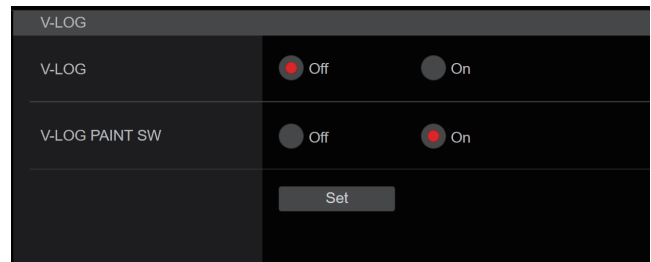 V-LOG
V-LOG Off On
V-LOG PAINT SW Off On
Set